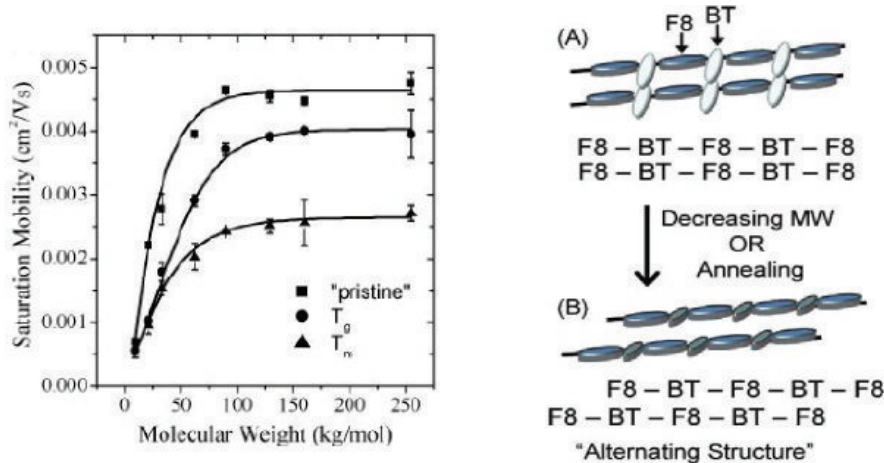 0.005
0.004
0.003
0.002
0.001
0.000
Saturation Mobility (cm²/Vs)
"pristine"
T_g
T_m
0 50 100 150 200 250
Molecular Weight (kg/mol)
(A)
F8 BT
F8 – BT – F8 – BT – F8
F8 – BT – F8 – BT – F8
Decreasing MW
OR
Annealing
(B)
F8 – BT – F8 – BT – F8
F8 – BT – F8 – BT – F8
"Alternating Structure"